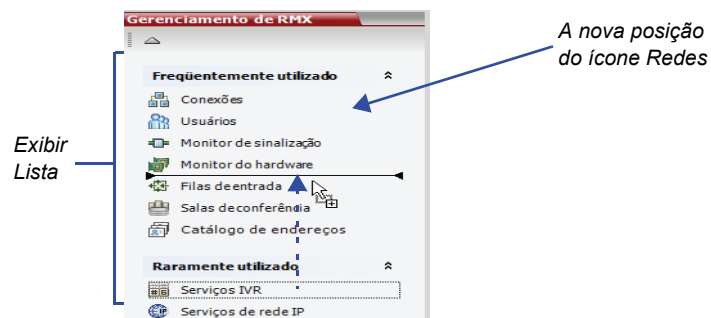 Gerenciamento de RMX
A nova posição
do ícone Redes
Freqüentemente utilizado
Conexões
Usuários
Monitor de sinalização
Exibir
Lista
Monitor do hardware
Filas de entrada
Salas de conferência
Catálogo de endereços
Raramente utilizado
Serviços IVR
Serviços de rede IP